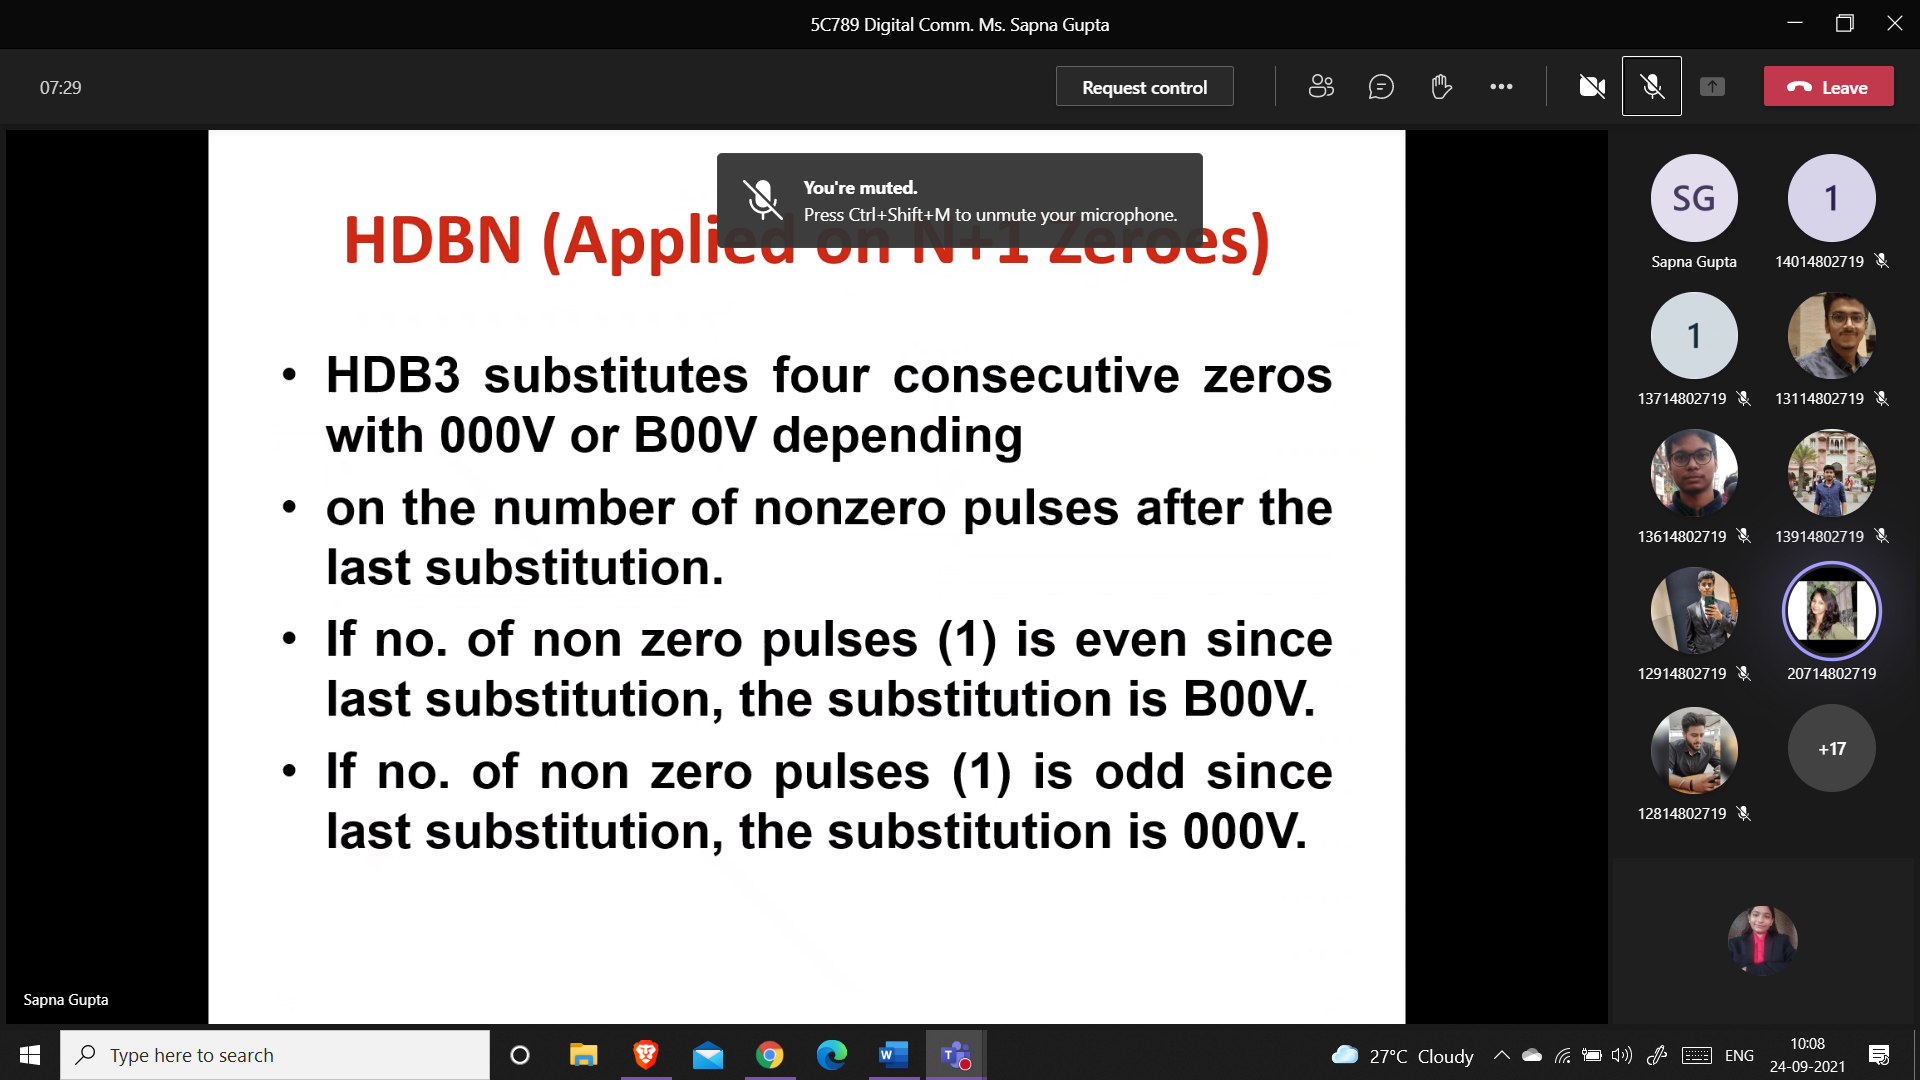 5C789 Digital Comm. Ms. Sapna Gupta
07:29
Request control
Leave
You're muted.
Press Ctrl+Shift+M to unmute your microphone.
HDBN (Applied on N+1 Zeroes)
• HDB3 substitutes four consecutive zeros
with 000V or B00V depending
• on the number of nonzero pulses after the
last substitution.
• If no. of non zero pulses (1) is even since
last substitution, the substitution is B00V.
• If no. of non zero pulses (1) is odd since
last substitution, the substitution is 000V.
Sapna Gupta
SG
Sapna Gupta
1
14014802719
1
13714802719
13114802719
13614802719
13914802719
12914802719
20714802719
12814802719
+17
Type here to search
27°C Cloudy
ENG
10:08
24-09-2021